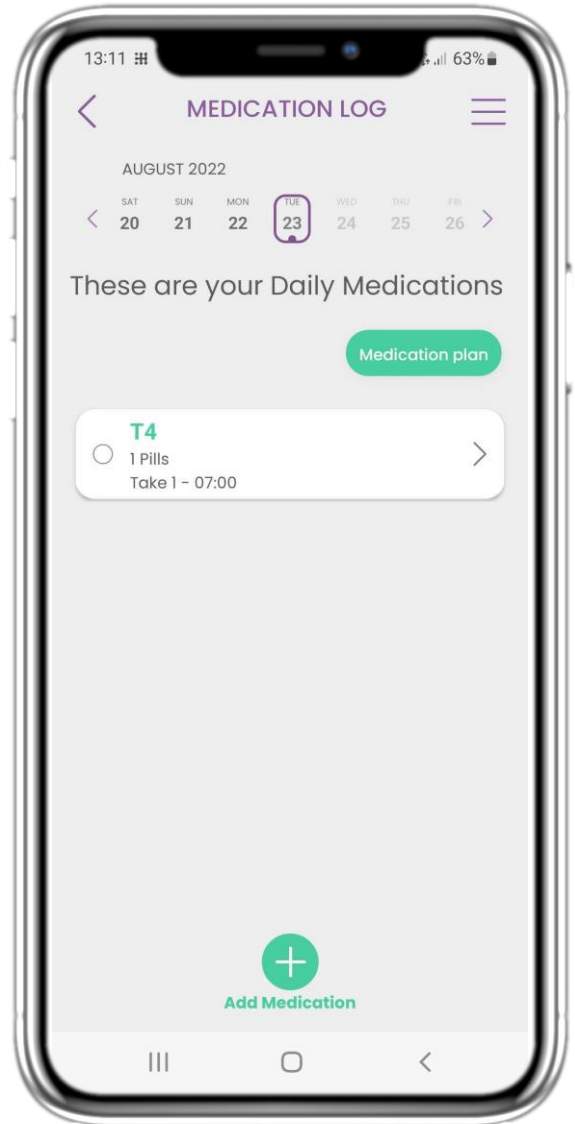 13:11 63%
MEDICATION LOG
AUGUST 2022
SAT SUN MON TUE WED THU FRI
20 21 22 23 24 25 26
These are your Daily Medications
Medication plan
T4
1 Pills
Take 1 - 07:00
Add Medication